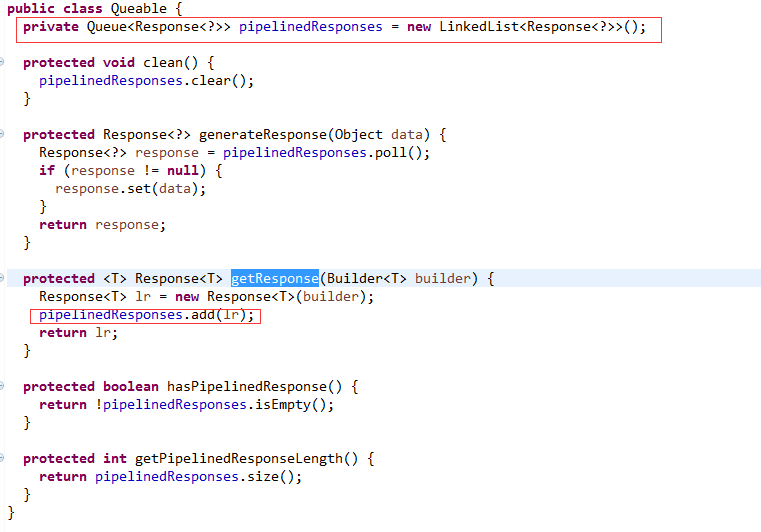 public class Queable {
  private Queue<Response<?>> pipelinedResponses = new LinkedList<Response<?>>();
  protected void clean() {
    pipelinedResponses.clear();
  }
  protected Response<?> generateResponse(Object data) {
    Response<?> response = pipelinedResponses.poll();
    if (response != null) {
      response.set(data);
    }
    return response;
  }
  protected <T> Response<T> getResponse(Builder<T> builder) {
    Response<T> lr = new Response<T>(builder);
    pipelinedResponses.add(lr);
    return lr;
  }
  protected boolean hasPipelinedResponse() {
    return !pipelinedResponses.isEmpty();
  }
  protected int getPipelinedResponseLength() {
    return pipelinedResponses.size();
  }
}